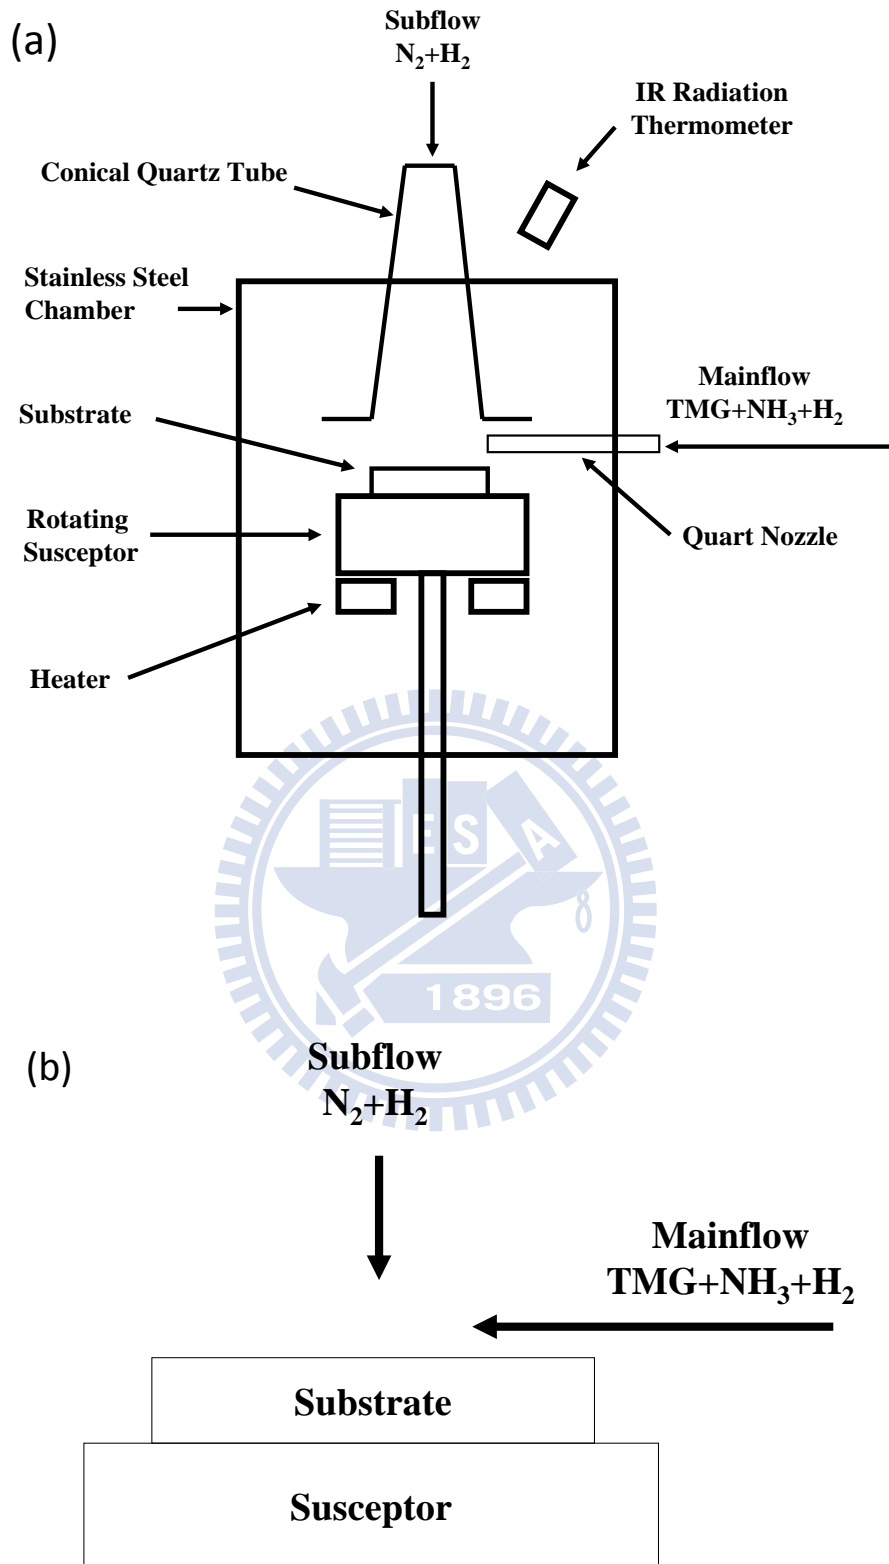 (a)
Subflow
N₂+H₂
IR Radiation
Thermometer
Conical Quartz Tube
Stainless Steel
Chamber
Mainflow
TMG+NH₃+H₂
Substrate
Rotating
Susceptor
Quart Nozzle
Heater
E S A
1896
(b)
Subflow
N₂+H₂
Mainflow
TMG+NH₃+H₂
Substrate
Susceptor